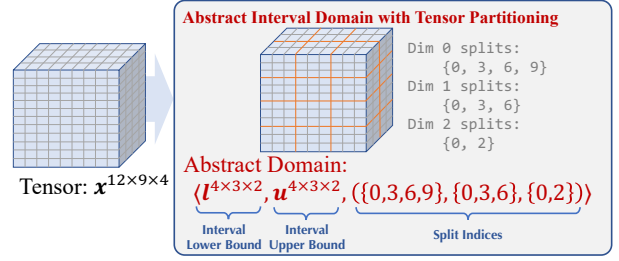 Abstract Interval Domain with Tensor Partitioning
Dim 0 splits:
{0, 3, 6, 9}
Dim 1 splits:
{0, 3, 6}
Dim 2 splits:
{0, 2}
Tensor: x^{12×9×4}
Abstract Domain:
⟨l^{4×3×2}, u^{4×3×2}, ({0,3,6,9}, {0,3,6}, {0,2})⟩
Interval Lower Bound
Interval Upper Bound
Split Indices